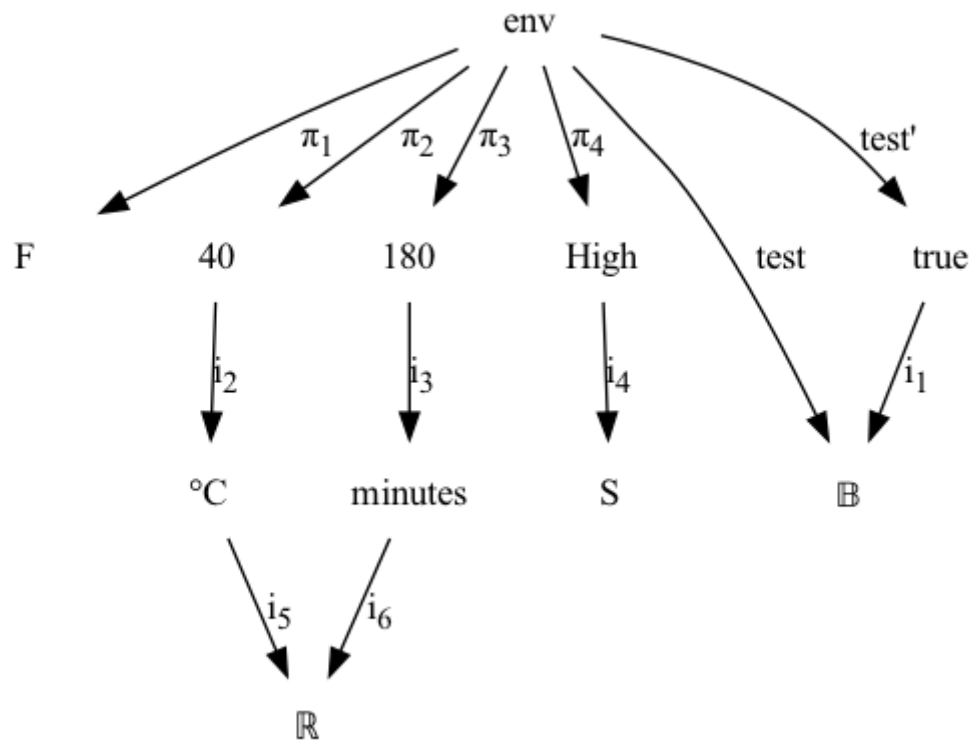 env
π₁ π₂ π₃ π₄ test'
F 40 180 High test true
i₂ i₃ i₄ i₁
°C minutes S 𝔹
i₅ i₆
ℝ